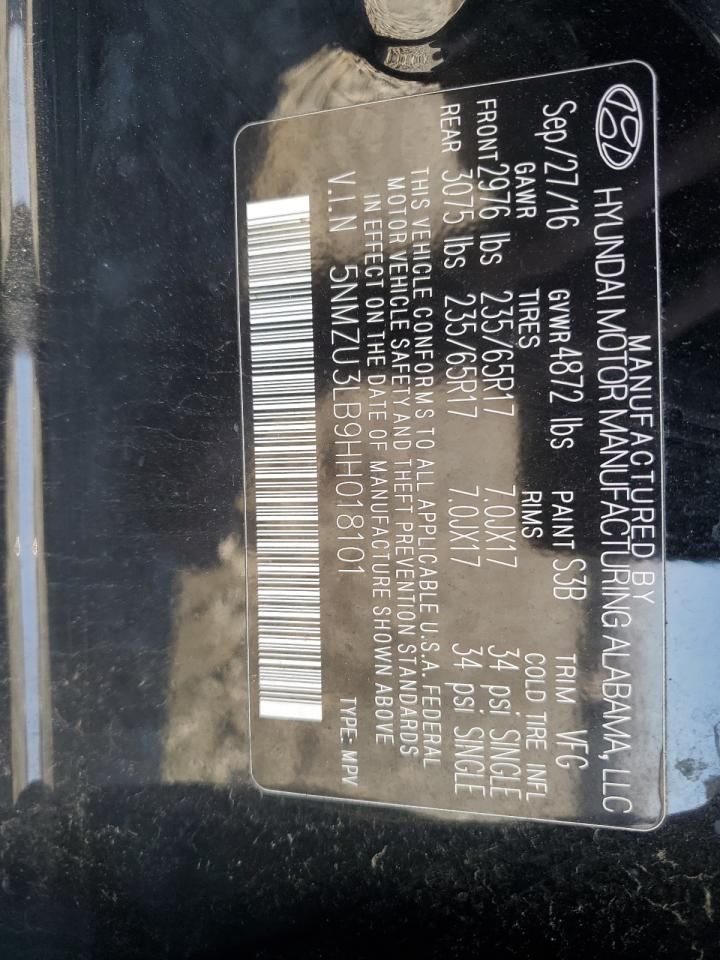 MANUFACTURED BY
HYUNDAI MOTOR MANUFACTURING ALABAMA, LLC
Sep/27/16 GVWR 4872 lbs PAINT S3B TRIM VFG
GAWR TIRES RIMS COLD TIRE INFL
FRONT 2976 lbs 235/65R17 7.0JX17 34 psi SINGLE
REAR 3075 lbs 235/65R17 7.0JX17 34 psi SINGLE
THIS VEHICLE CONFORMS TO ALL APPLICABLE U.S.A. FEDERAL
MOTOR VEHICLE SAFETY AND THEFT PREVENTION STANDARDS
IN EFFECT ON THE DATE OF MANUFACTURE SHOWN ABOVE
V.I.N 5NMZU3LB9HH018101 TYPE: MPV